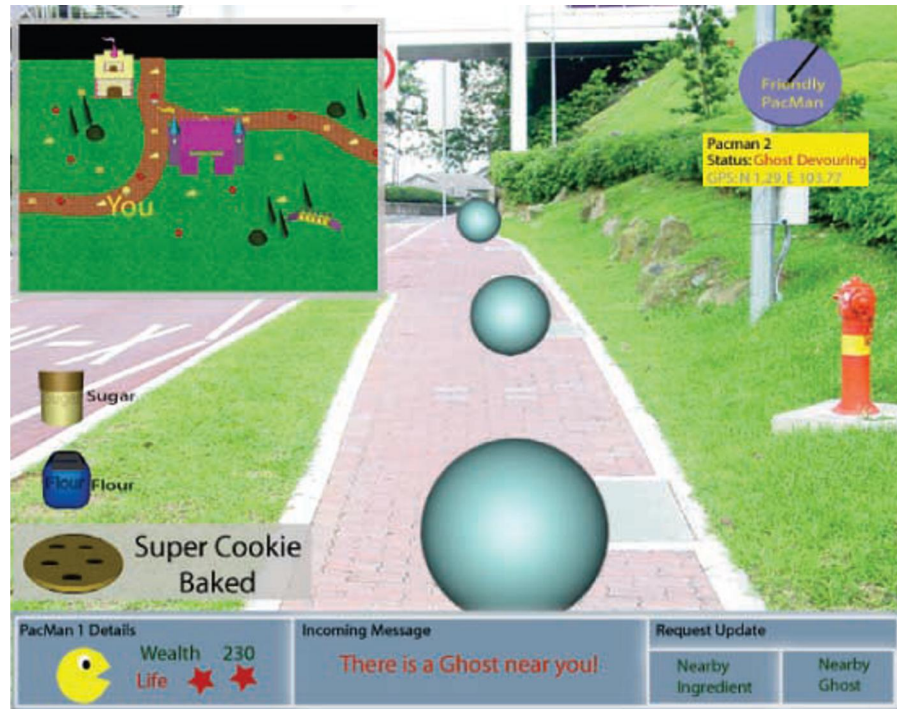 You
Friendly
PacMan
Pacman 2
Status: Ghost Devouring
GPS: N 1.29, E 103.77
Sugar
Flour Flour
Super Cookie
Baked
PacMan 1 Details
Wealth 230
Life
Incoming Message
There is a Ghost near you!
Request Update
Nearby
Ingredient
Nearby
Ghost